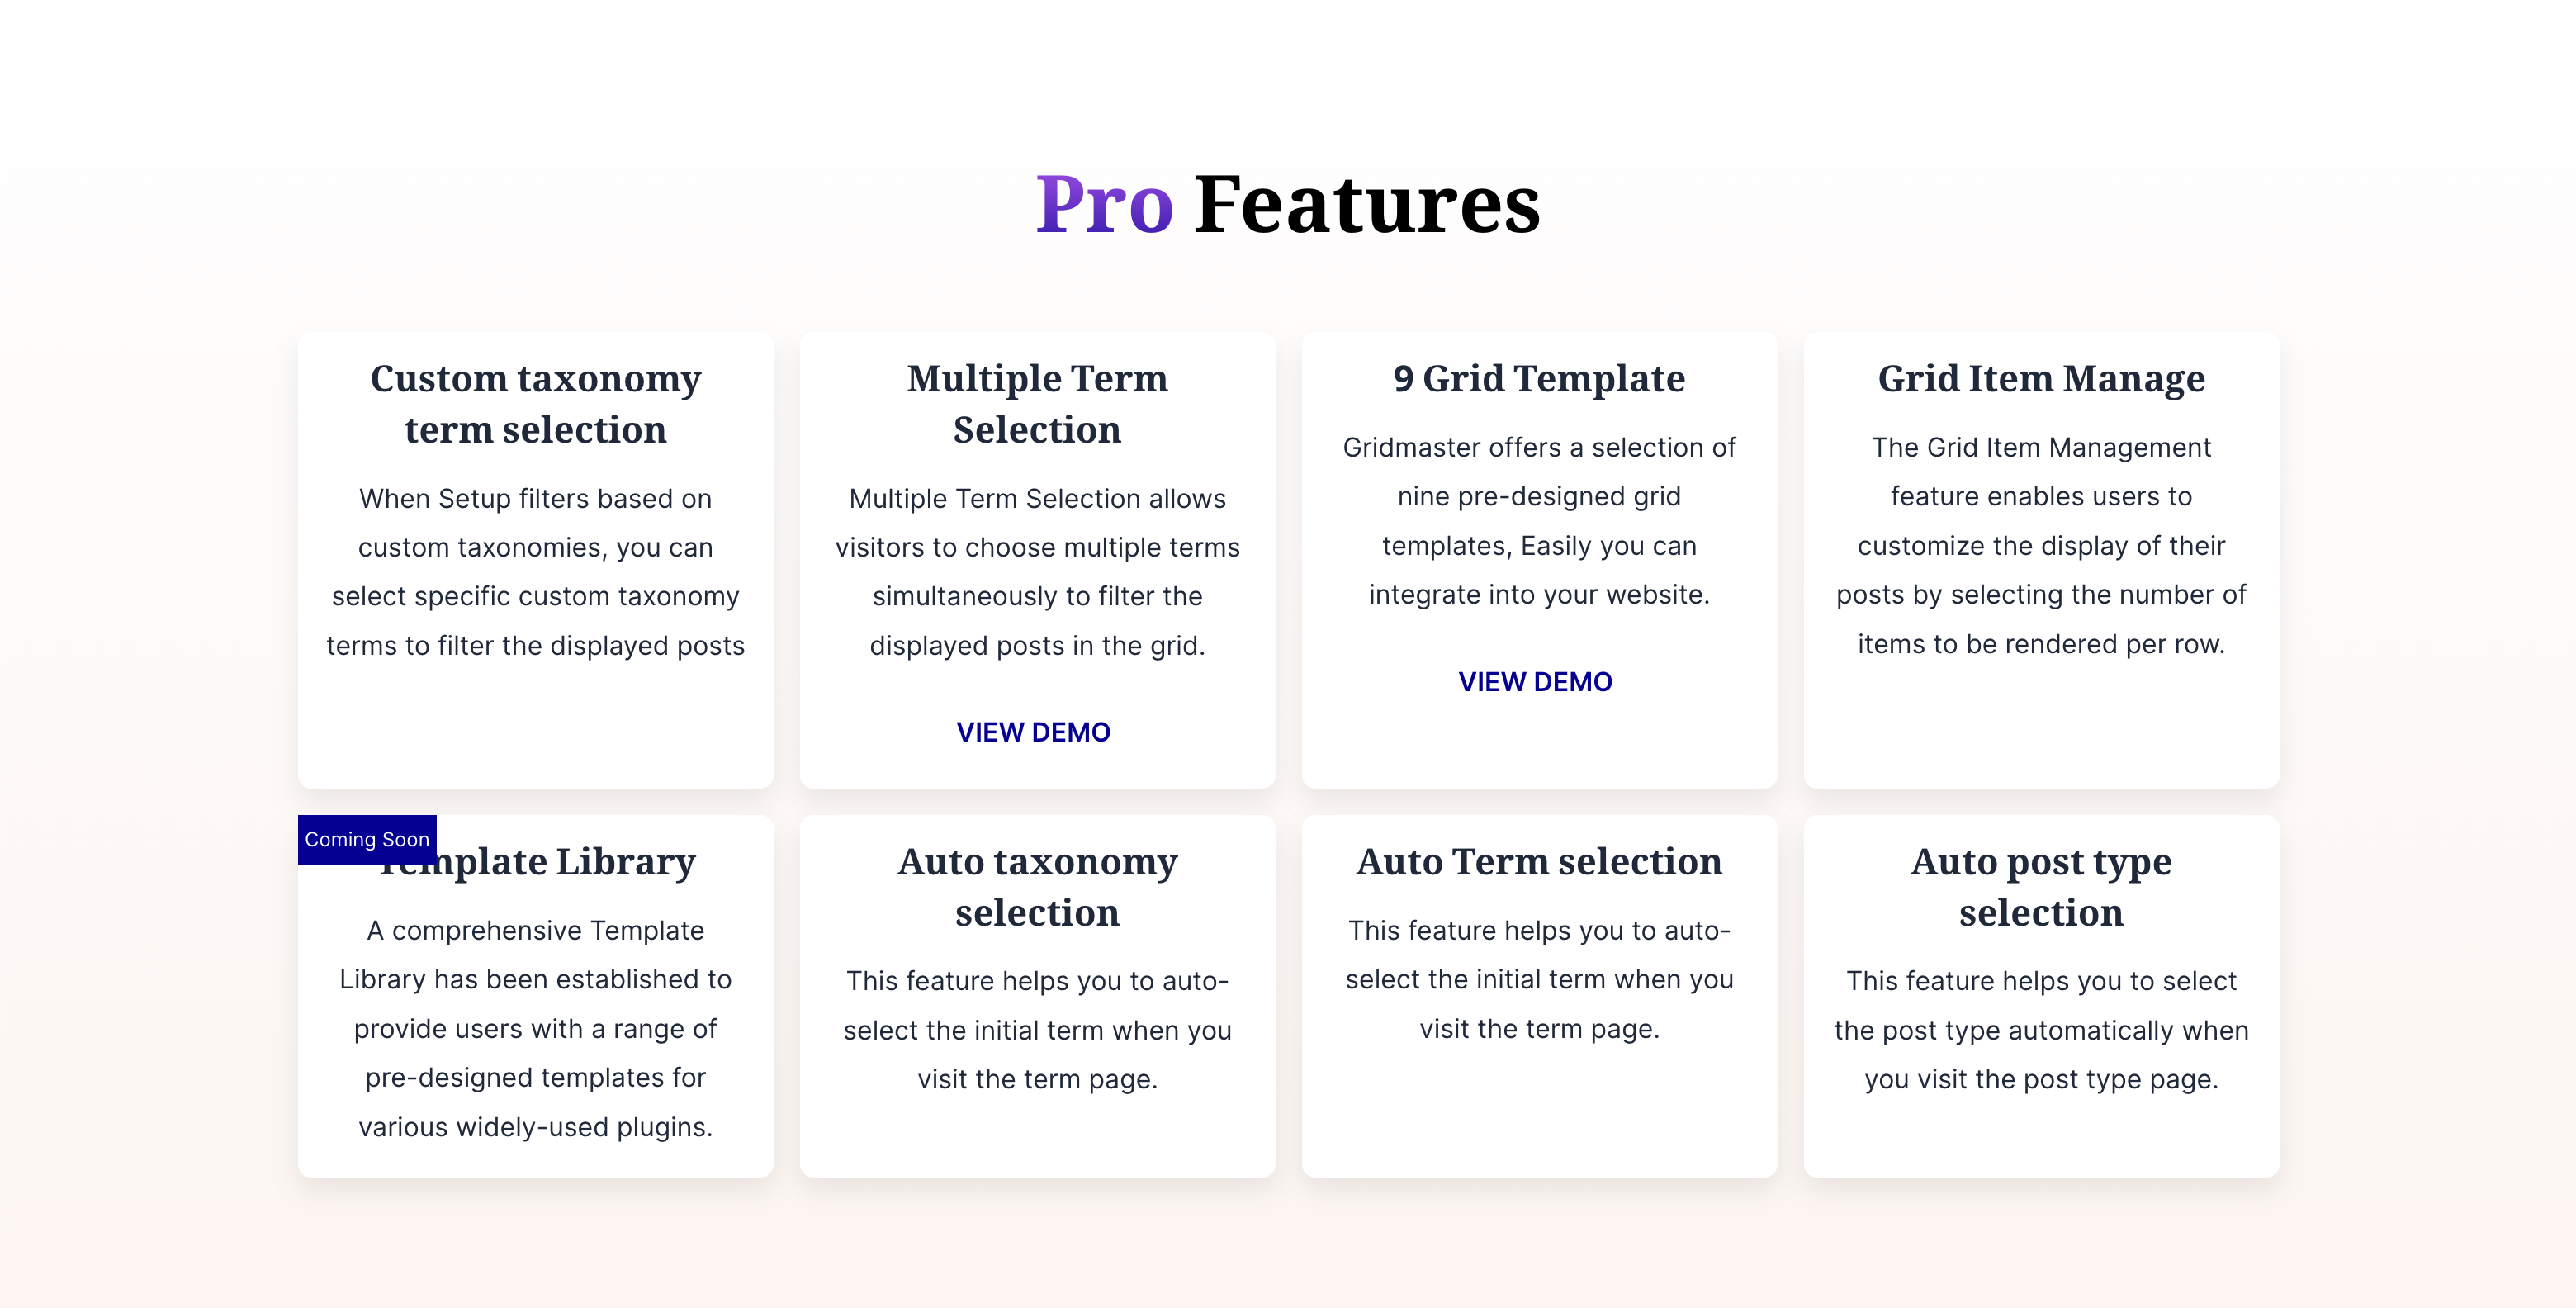 Pro Features
Custom taxonomy
term selection
When Setup filters based on
custom taxonomies, you can
select specific custom taxonomy
terms to filter the displayed posts
Multiple Term
Selection
Multiple Term Selection allows
visitors to choose multiple terms
simultaneously to filter the
displayed posts in the grid.
VIEW DEMO
9 Grid Template
Gridmaster offers a selection of
nine pre-designed grid
templates, Easily you can
integrate into your website.
VIEW DEMO
Grid Item Manage
The Grid Item Management
feature enables users to
customize the display of their
posts by selecting the number of
items to be rendered per row.
Coming Soon
Template Library
A comprehensive Template
Library has been established to
provide users with a range of
pre-designed templates for
various widely-used plugins.
Auto taxonomy
selection
This feature helps you to auto-
select the initial term when you
visit the term page.
Auto Term selection
This feature helps you to auto-
select the initial term when you
visit the term page.
Auto post type
selection
This feature helps you to select
the post type automatically when
you visit the post type page.